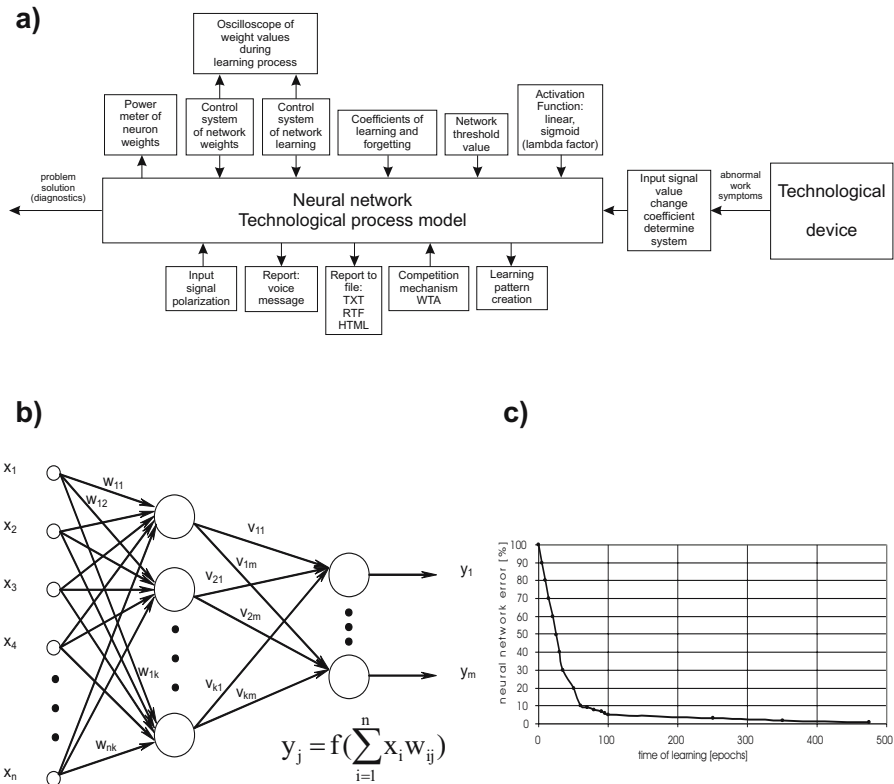 a)
Oscilloscope of
weight values
during
learning process
Power
meter of
neuron
weights
Control
system
of network
weights
Control
system
of network
learning
Coefficients
of learning and
forgetting
Network
threshold
value
Activation
Function:
linear,
sigmoid
(lambda factor)
problem
solution
(diagnostics)
Neural network
Technological process model
Input signal
value
change
coefficient
determine
system
abnormal
work
symptoms
Technological
device
Input
signal
polarization
Report:
voice
message
Report to
file:
TXT
RTF
HTML
Competition
mechanism
WTA
Learning
pattern
creation
b)
x1
x2
x3
x4
xn
w11
w12
w1k
wnk
v11
v1m
v21
v2m
vk1
vkm
y1
ym
yj = f(∑ xi wij)
n
i=1
c)
neural network error [%]
100
90
80
70
60
50
40
30
20
10
0
0 100 200 300 400 500
time of learning [epochs]